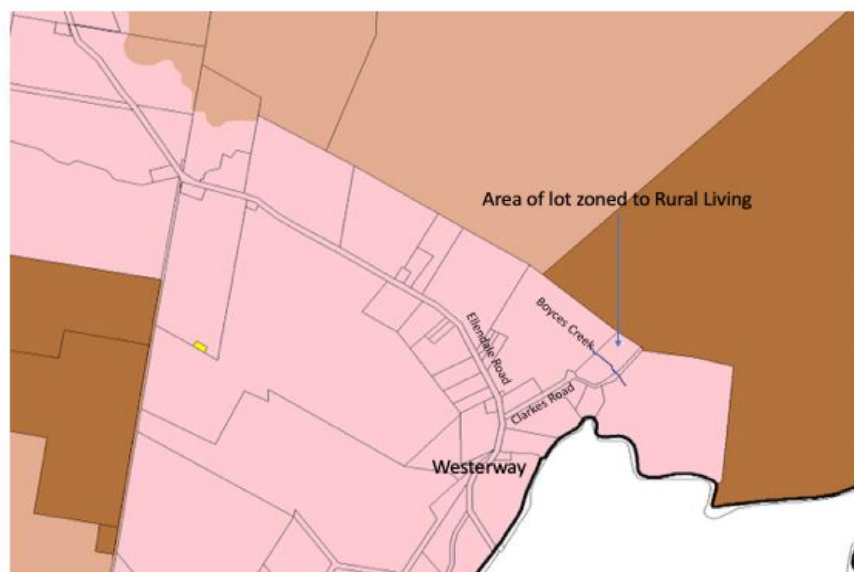 Area of lot zoned to Rural Living
Boyces Creek
Ellendale Road
Clarkes Road
Westerway